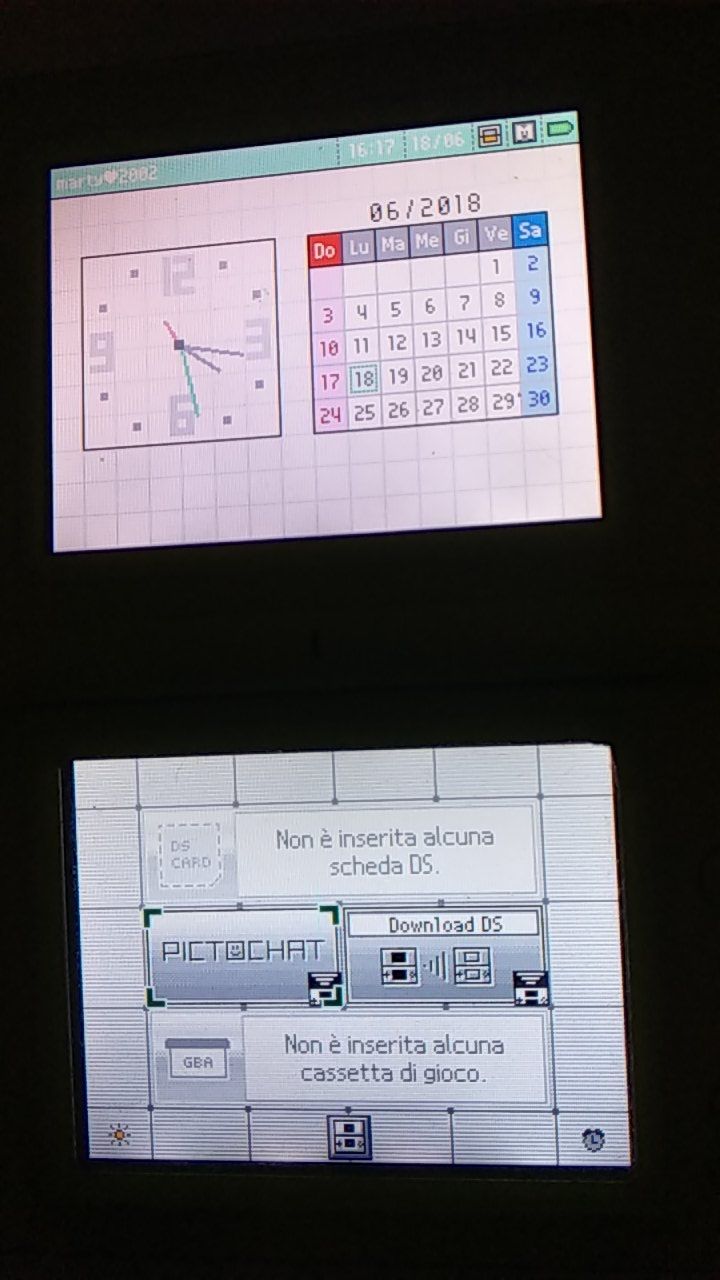 marty♥2002 16:17 18/06 M
06/2018
12
3
6
9
Do Lu Ma Me Gi Ve Sa
1 2
3 4 5 6 7 8 9
10 11 12 13 14 15 16
17 18 19 20 21 22 23
24 25 26 27 28 29 30
DS CARD
Non è inserita alcuna
scheda DS.
PICTOCHAT
Download DS
GBA
Non è inserita alcuna
cassetta di gioco.